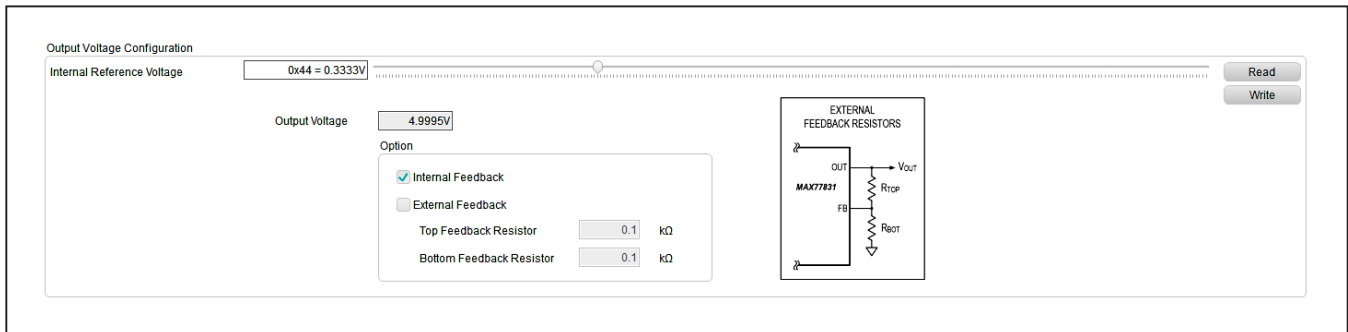 Output Voltage Configuration
Internal Reference Voltage
0x44 = 0.3333V
Read
Write
Output Voltage
4.9995V
Option
Internal Feedback
External Feedback
Top Feedback Resistor
0.1
kΩ
Bottom Feedback Resistor
0.1
kΩ
EXTERNAL
FEEDBACK RESISTORS
OUT
VOUT
MAX77831
RTOP
FB
RBOT